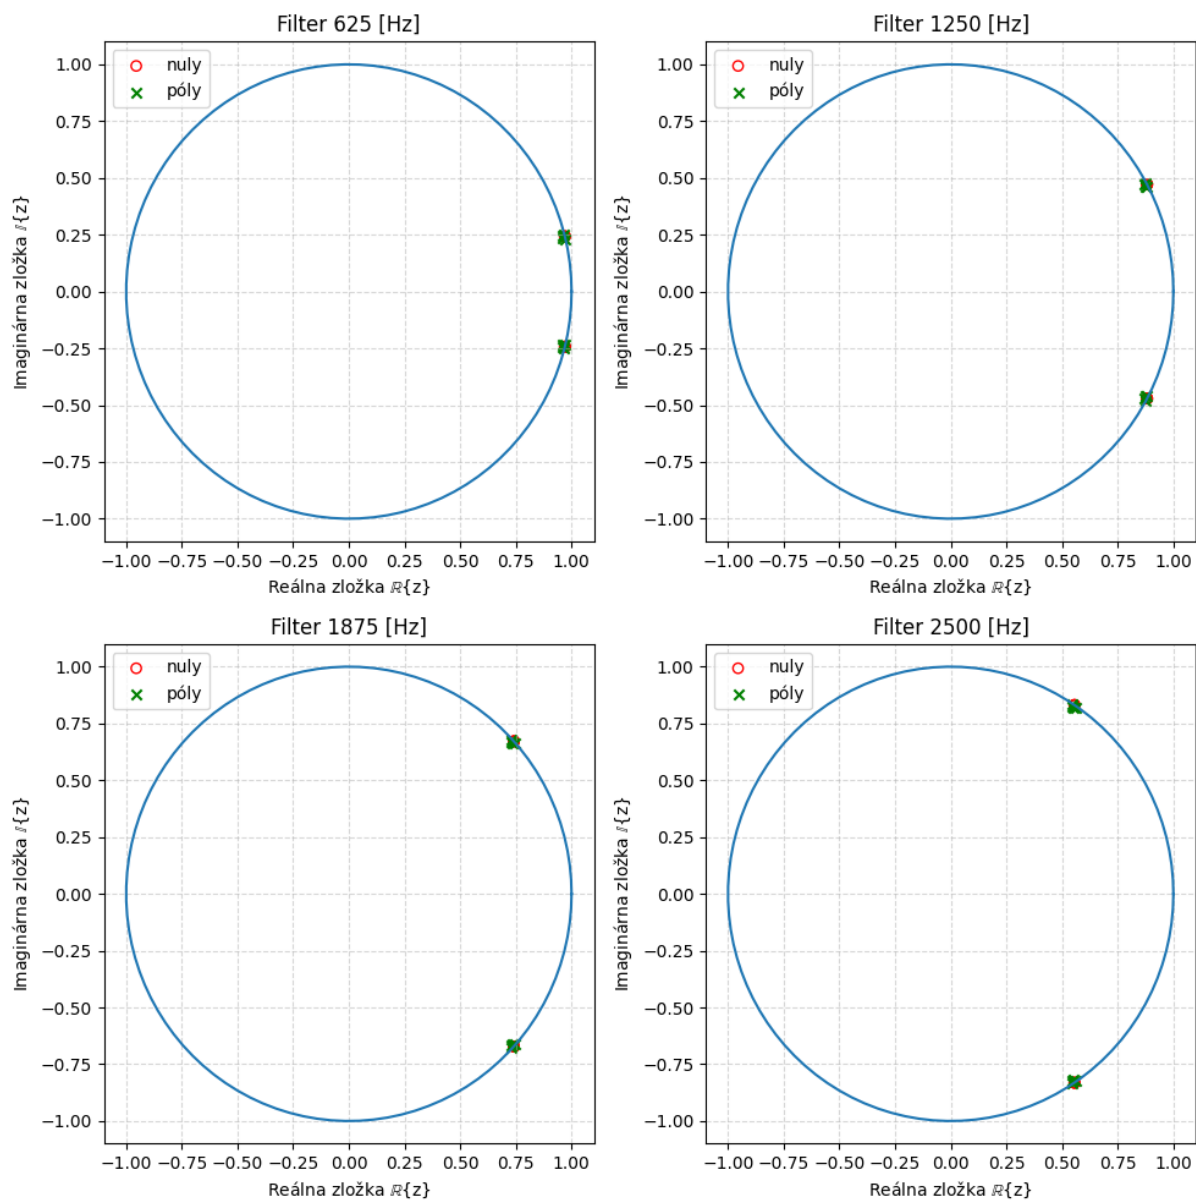 Filter 625 [Hz]
nuly
póly
1.00
0.75
0.50
0.25
0.00
−0.25
−0.50
−0.75
−1.00
Imaginárna zložka 𝕀{z}
−1.00 −0.75 −0.50 −0.25 0.00 0.25 0.50 0.75 1.00
Reálna zložka ℝ{z}
Filter 1250 [Hz]
nuly
póly
1.00
0.75
0.50
0.25
0.00
−0.25
−0.50
−0.75
−1.00
Imaginárna zložka 𝕀{z}
−1.00 −0.75 −0.50 −0.25 0.00 0.25 0.50 0.75 1.00
Reálna zložka ℝ{z}
Filter 1875 [Hz]
nuly
póly
1.00
0.75
0.50
0.25
0.00
−0.25
−0.50
−0.75
−1.00
Imaginárna zložka 𝕀{z}
−1.00 −0.75 −0.50 −0.25 0.00 0.25 0.50 0.75 1.00
Reálna zložka ℝ{z}
Filter 2500 [Hz]
nuly
póly
1.00
0.75
0.50
0.25
0.00
−0.25
−0.50
−0.75
−1.00
Imaginárna zložka 𝕀{z}
−1.00 −0.75 −0.50 −0.25 0.00 0.25 0.50 0.75 1.00
Reálna zložka ℝ{z}